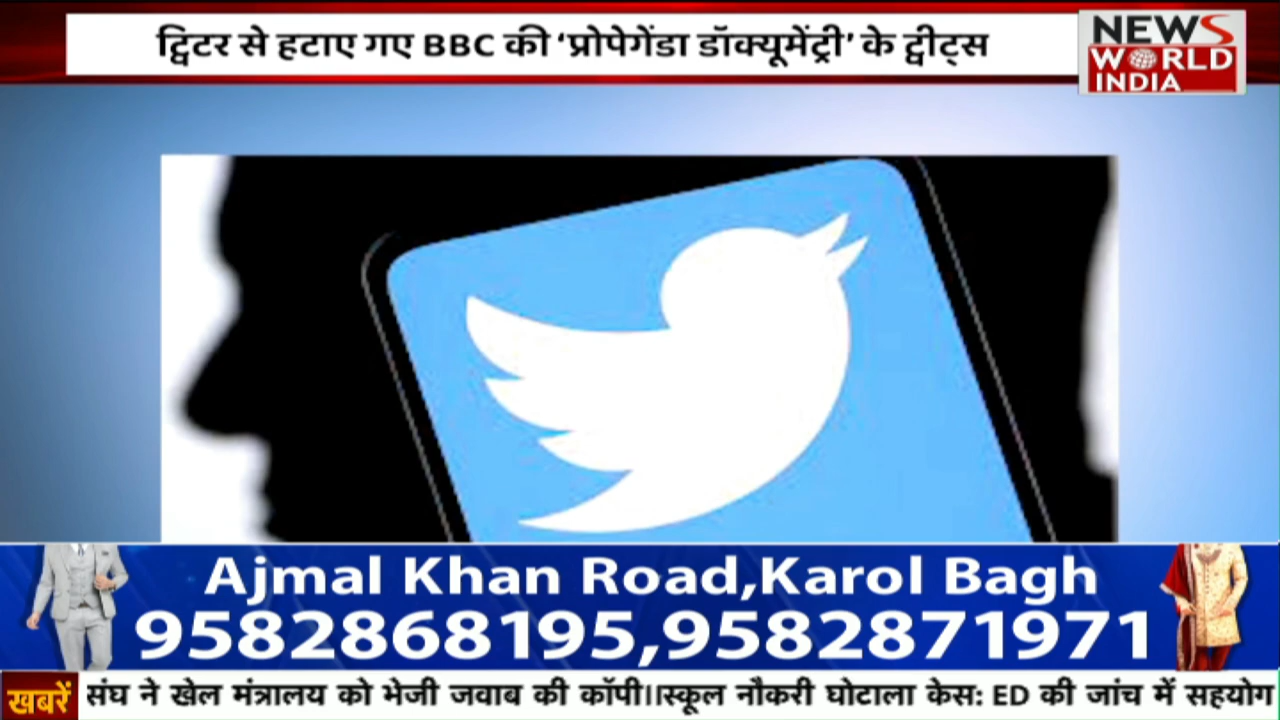 ट्विटर से हटाए गए BBC की ‘प्रोपेगेंडा डॉक्यूमेंट्री’ के ट्वीट्स
NEWS
WORLD
INDIA
Ajmal Khan Road,Karol Bagh
9582868195,9582871971
खबरें
संघ ने खेल मंत्रालय को भेजी जवाब की कॉपी||स्कूल नौकरी घोटाला केस: ED की जांच में सहयोग